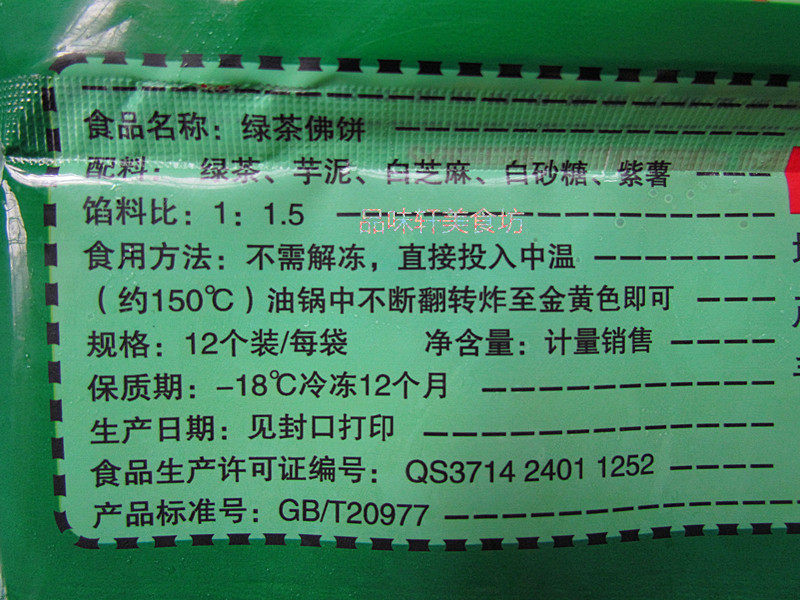 食品名称：绿茶佛饼
配料：绿茶、芋泥、白芝麻、白砂糖、紫薯
馅料比：1：1.5
品味轩美食坊
食用方法：不需解冻，直接投入中温
（约150℃）油锅中不断翻转炸至金黄色即可
规格：12个装/每袋 净含量：计量销售
保质期：-18℃冷冻12个月
生产日期：见封口打印
食品生产许可证编号：QS3714 2401 1252
产品标准号：GB/T20977